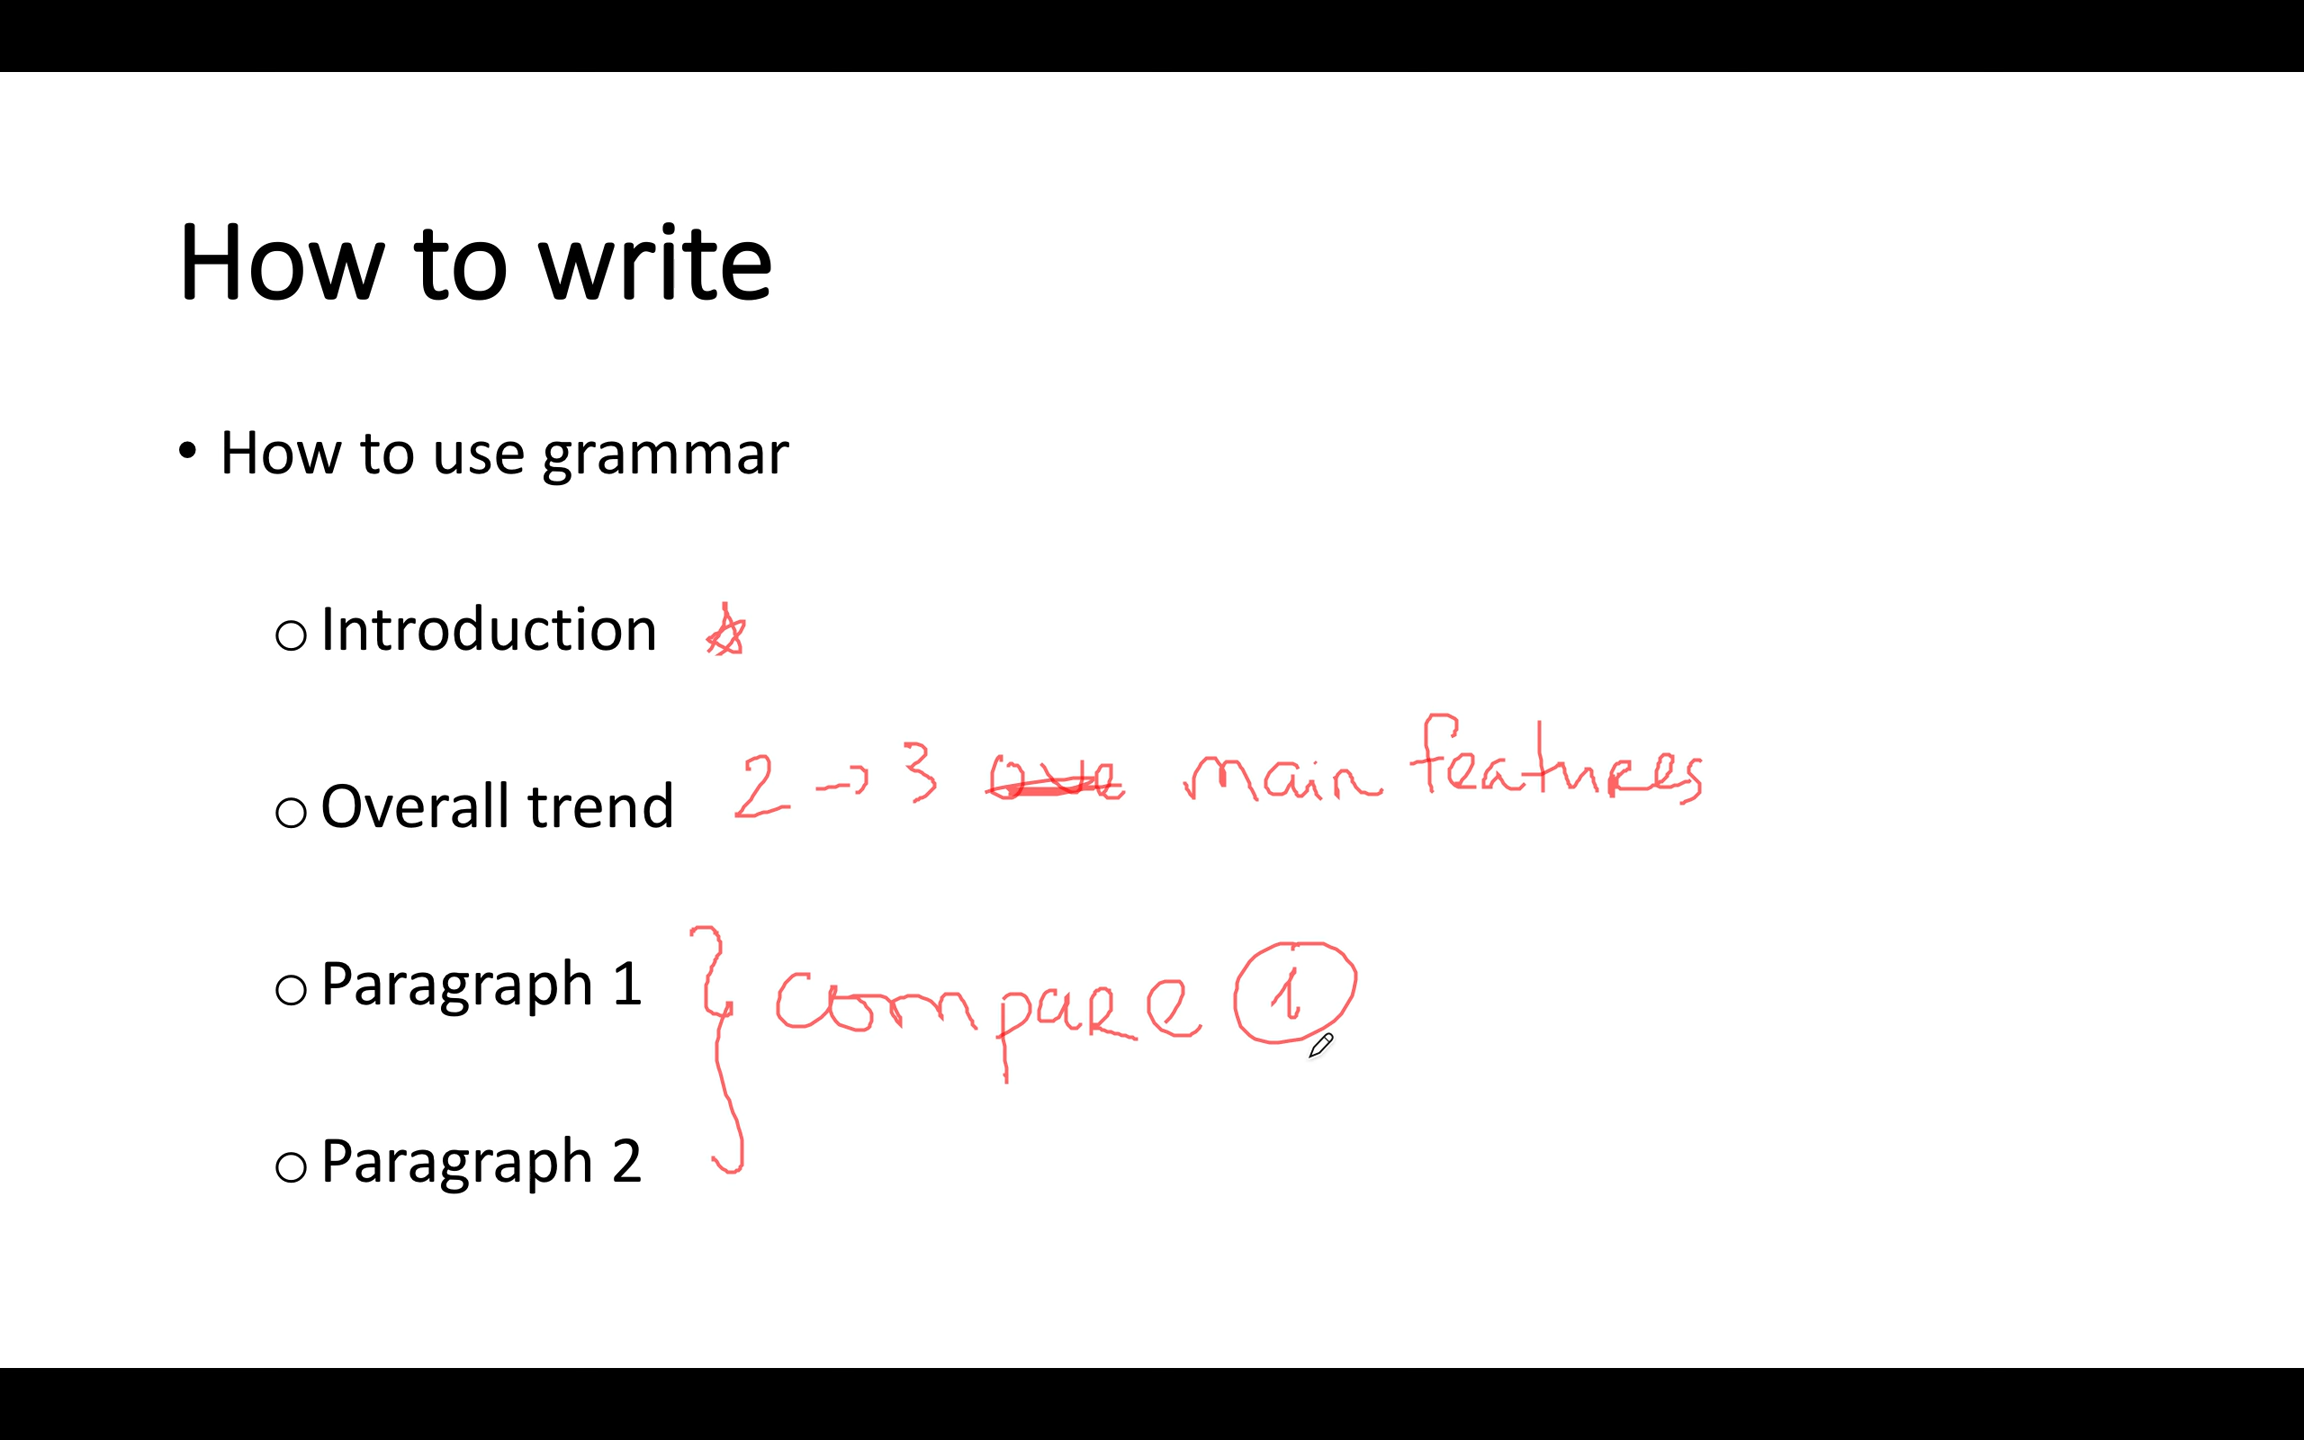 How to write
• How to use grammar
○ Introduction
○ Overall trend 2 → 3 main features
○ Paragraph 1
compare 1
○ Paragraph 2